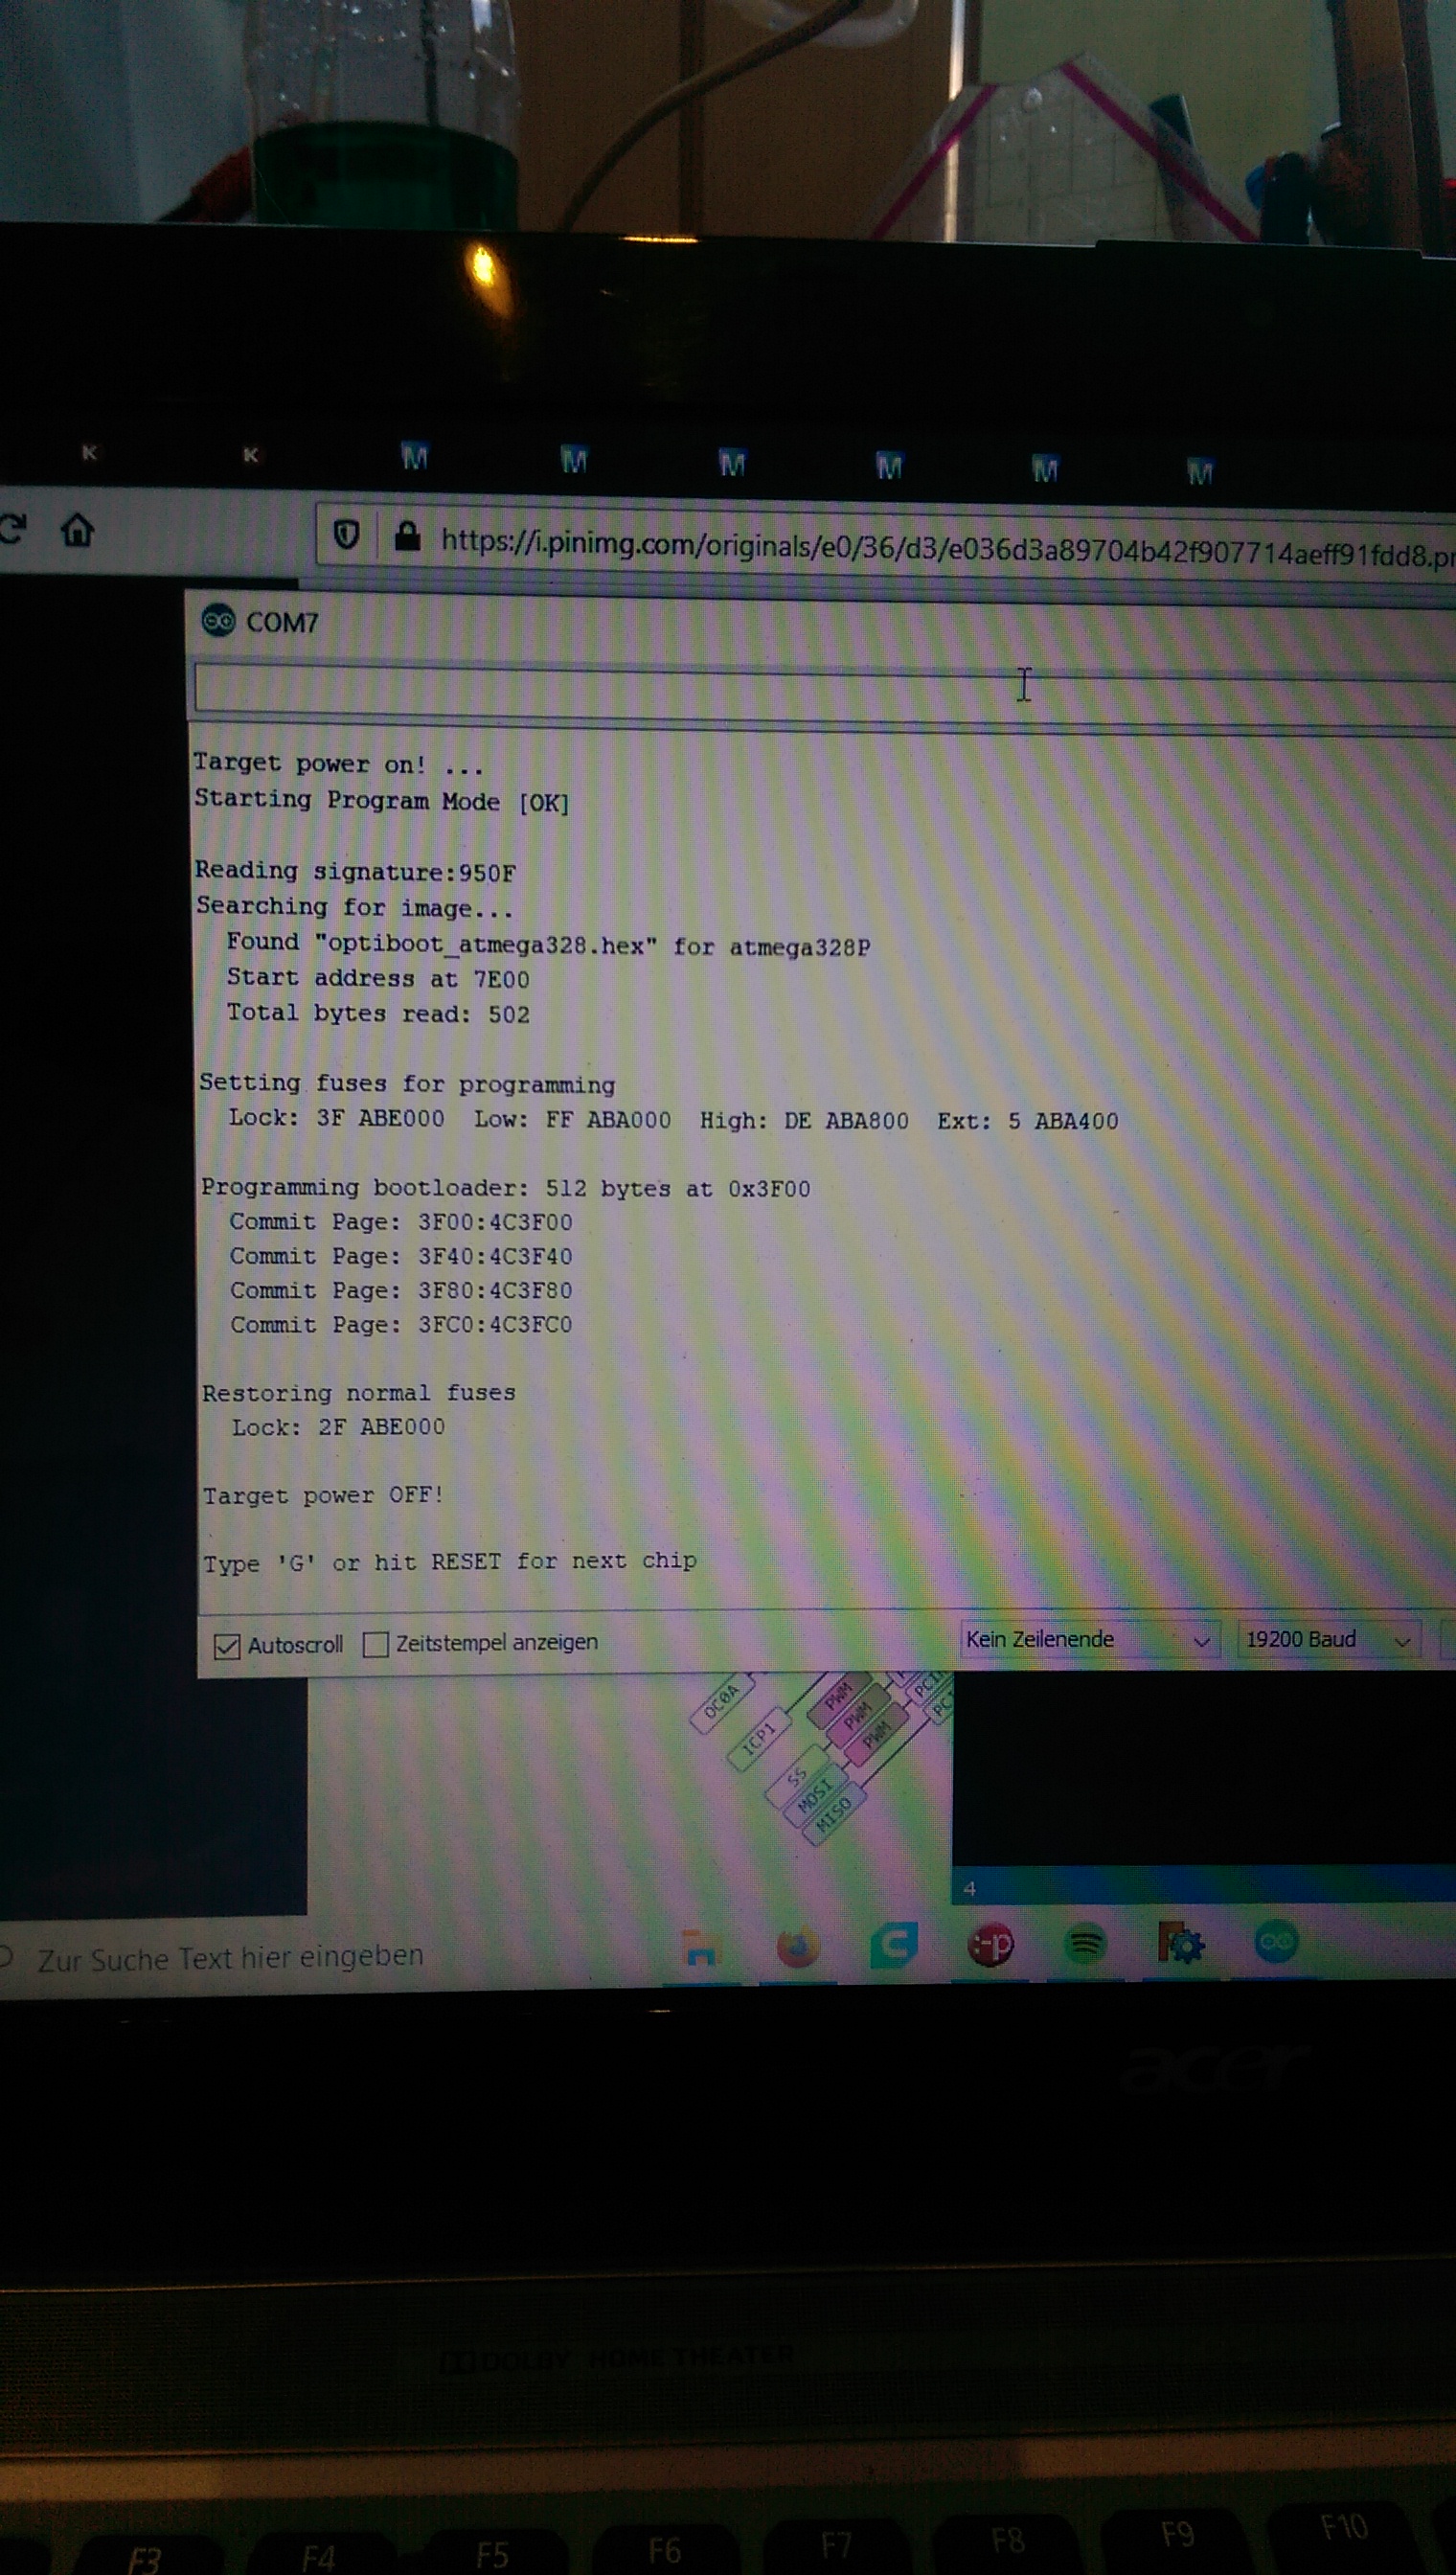 K K M M M M M M
https://i.pinimg.com/originals/e0/36/d3/e036d3a89704b42f907714aeff91fdd8.pr
COM7
Target power on! ...
Starting Program Mode [OK]
Reading signature:950F
Searching for image...
Found "optiboot_atmega328.hex" for atmega328P
Start address at 7E00
Total bytes read: 502
Setting fuses for programming
Lock: 3F ABE000 Low: FF ABA000 High: DE ABA800 Ext: 5 ABA400
Programming bootloader: 512 bytes at 0x3F00
Commit Page: 3F00:4C3F00
Commit Page: 3F40:4C3F40
Commit Page: 3F80:4C3F80
Commit Page: 3FC0:4C3FC0
Restoring normal fuses
Lock: 2F ABE000
Target power OFF!
Type 'G' or hit RESET for next chip
Autoscroll Zeitstempel anzeigen Kein Zeilenende 19200 Baud
OC0A PWM PCI
ICP1 PWM PCI
SS PWM
MOSI
MISO
4
Zur Suche Text hier eingeben
acer
DOLBY HOME THEATER
F3 F4 F5 F6 F7 F8 F9 F10